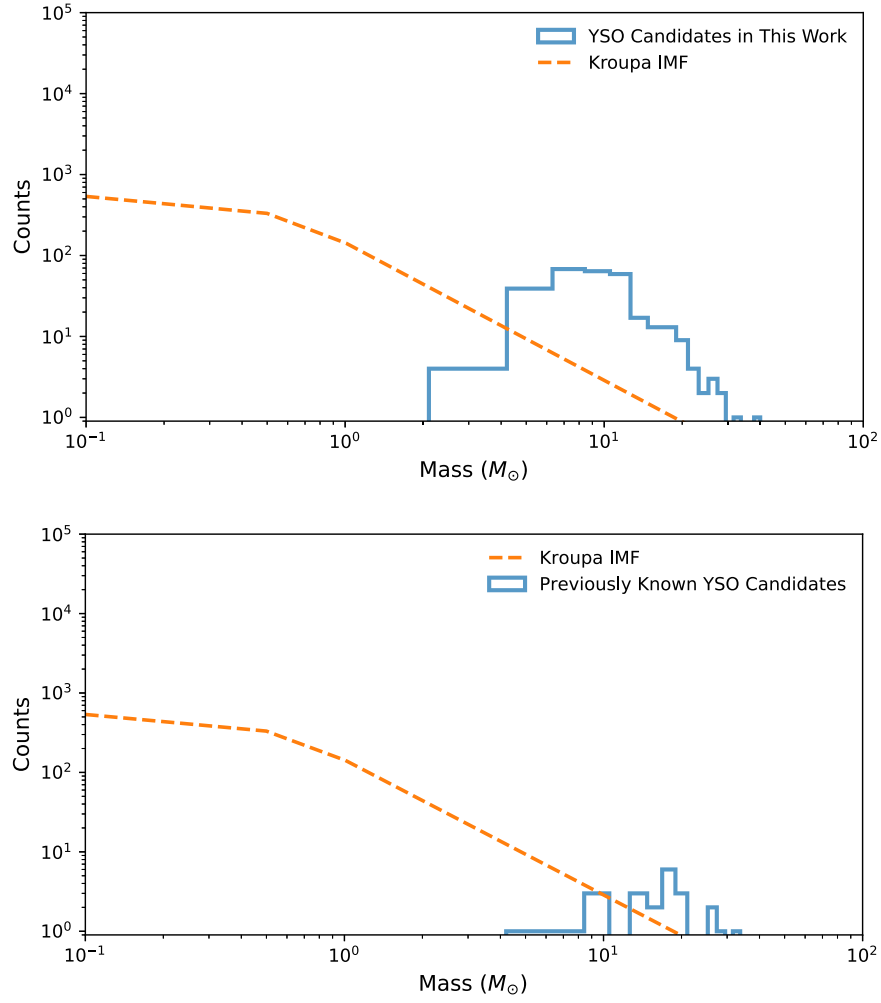 10^5
10^4
10^3
10^2
10^1
10^0
Counts
YSO Candidates in This Work
Kroupa IMF
10^-1
10^0
10^1
10^2
Mass (M_⊙)
10^5
10^4
10^3
10^2
10^1
10^0
Counts
Kroupa IMF
Previously Known YSO Candidates
10^-1
10^0
10^1
10^2
Mass (M_⊙)